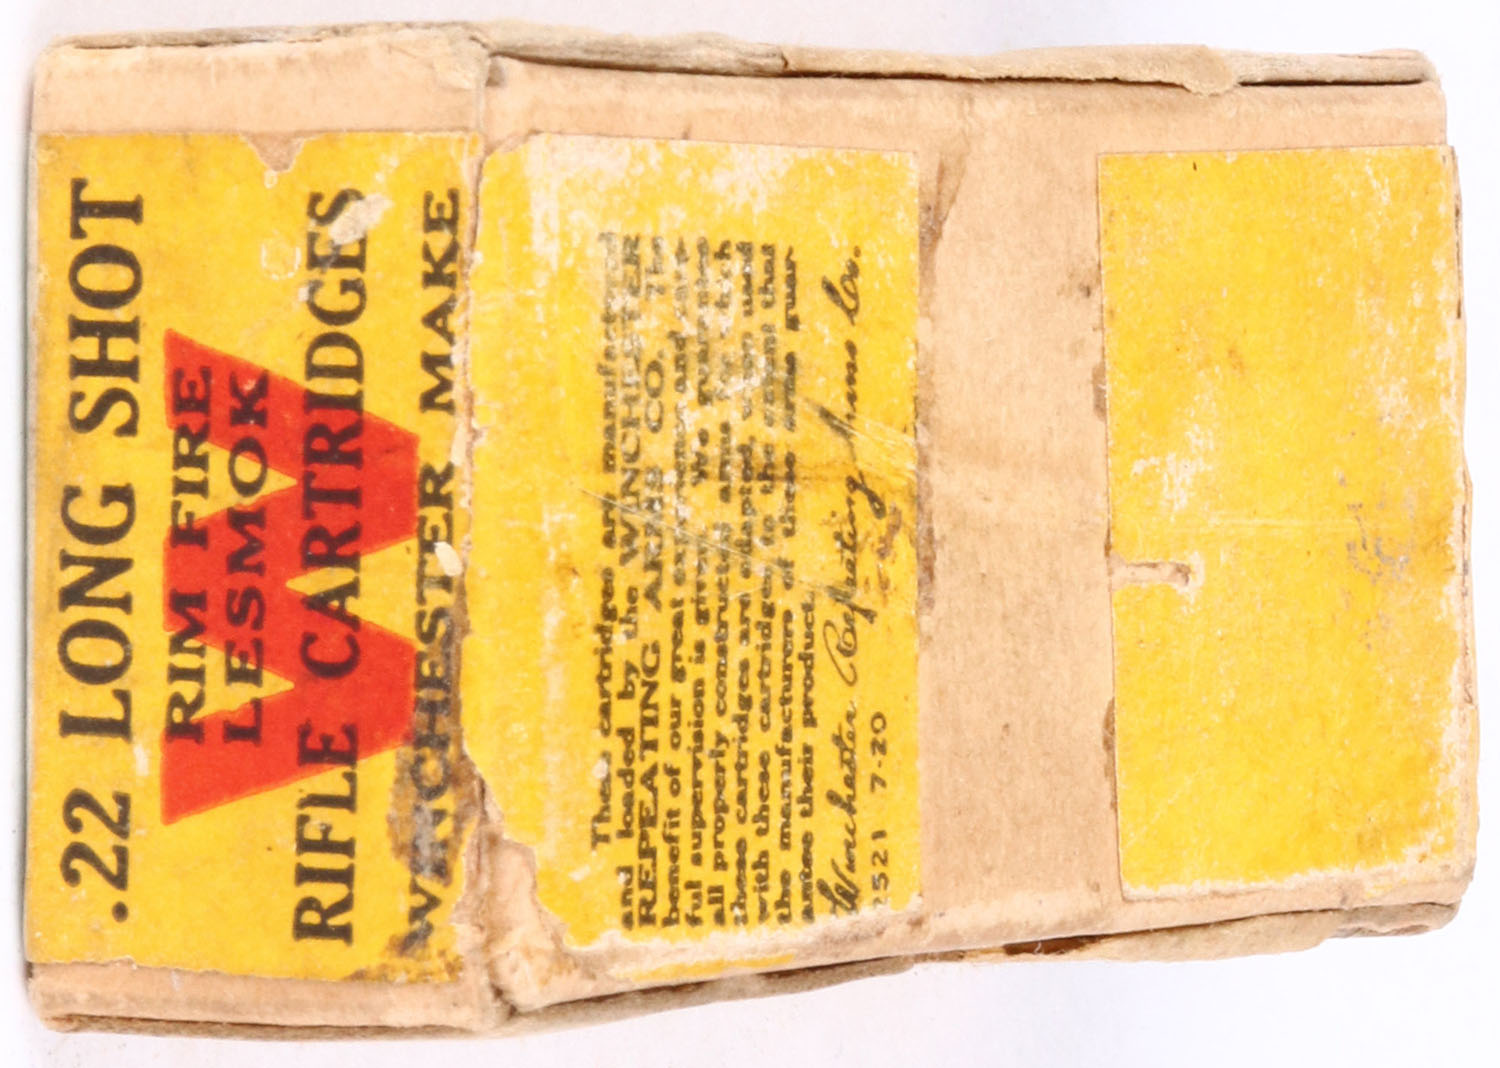 .22 LONG SHOT
RIM FIRE
LESMOK
W
RIFLE CARTRIDGES
WINCHESTER MAKE
These cartridges are manufactured
and loaded by the WINCHESTER
REPEATING ARMS CO. The
benefit of our great experience and care-
ful supervision is given. We guarantee
all properly constructed arms for which
these cartridges are adapted, when used
with these cartridges, to the extent that
the manufacturers of these arms guar-
antee their product.
Winchester Repeating Arms Co.
2521 7-20